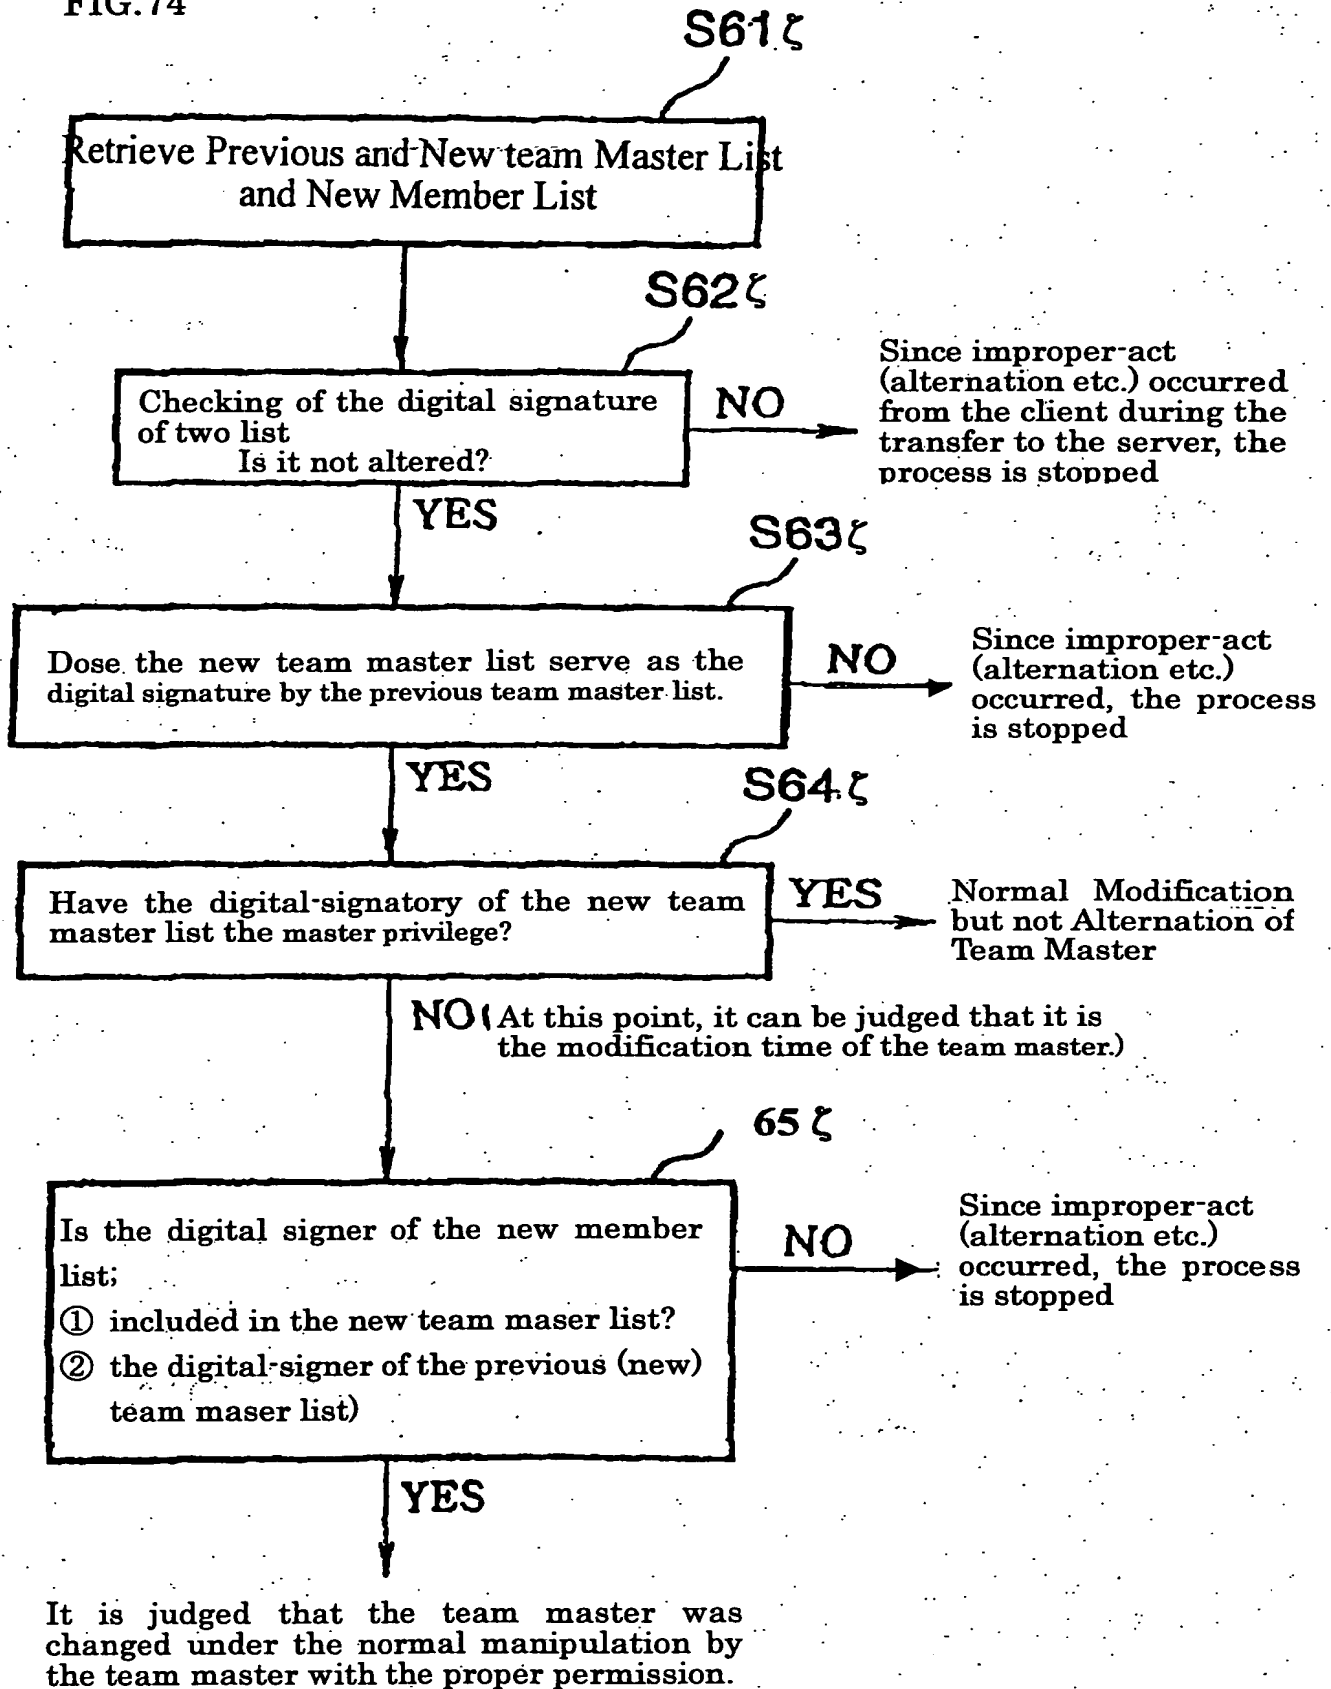 FIG.74
S61ζ
Retrieve Previous and New team Master List
and New Member List
S62ζ
Checking of the digital signature
of two list
Is it not altered?
NO
Since improper-act
(alternation etc.) occurred
from the client during the
transfer to the server, the
process is stopped
YES
S63ζ
Dose the new team master list serve as the
digital signature by the previous team master list.
NO
Since improper-act
(alternation etc.)
occurred, the process
is stopped
YES
S64ζ
Have the digital-signatory of the new team
master list the master privilege?
YES
Normal Modification
but not Alternation of
Team Master
NO (At this point, it can be judged that it is
the modification time of the team master.)
65ζ
Is the digital signer of the new member
list;
① included in the new team maser list?
② the digital-signer of the previous (new)
team maser list)
NO
Since improper-act
(alternation etc.)
occurred, the process
is stopped
YES
It is judged that the team master was
changed under the normal manipulation by
the team master with the proper permission.